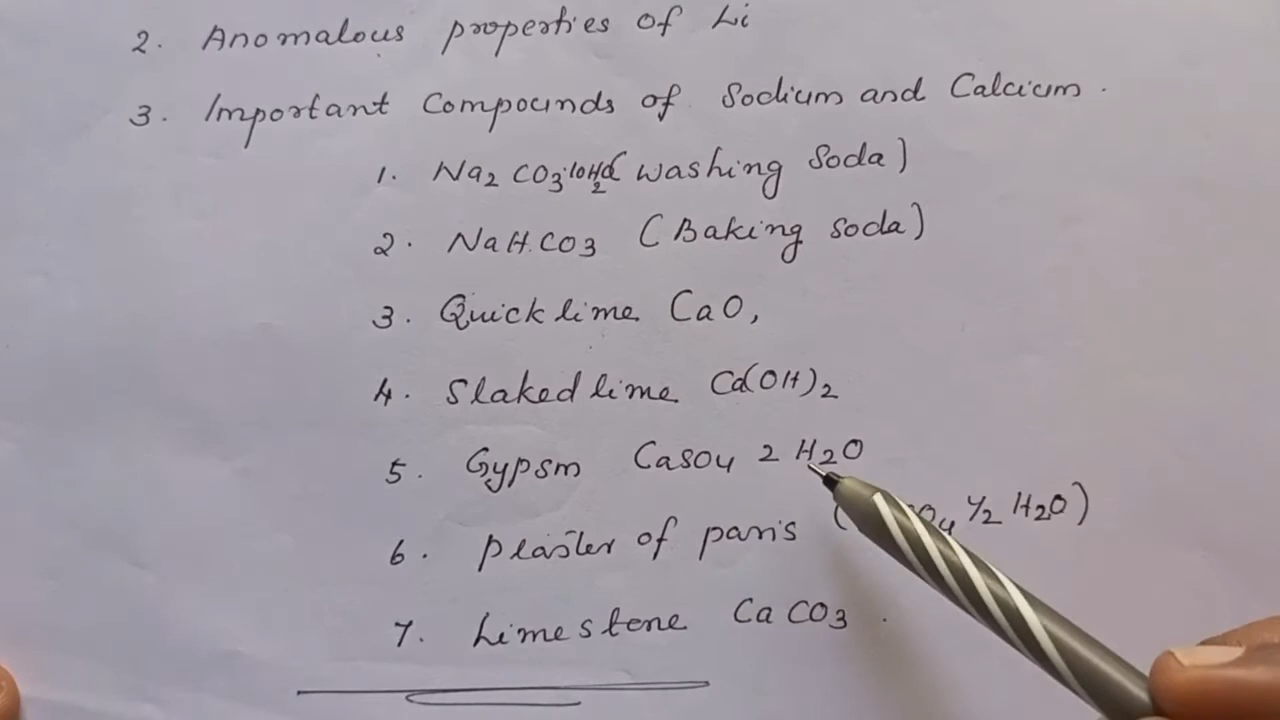 2. Anomalous properties of Li
3. Important Compounds of Sodium and Calcium.
1. Na2 CO3·10H2O (Washing Soda)
2. NaH.CO3 (Baking Soda)
3. Quick lime CaO,
4. Slaked lime Ca(OH)2
5. Gypsm CaSO4 2 H2O
6. Plaster of paris ( O4 1/2 H2O)
7. Limestone CaCO3.